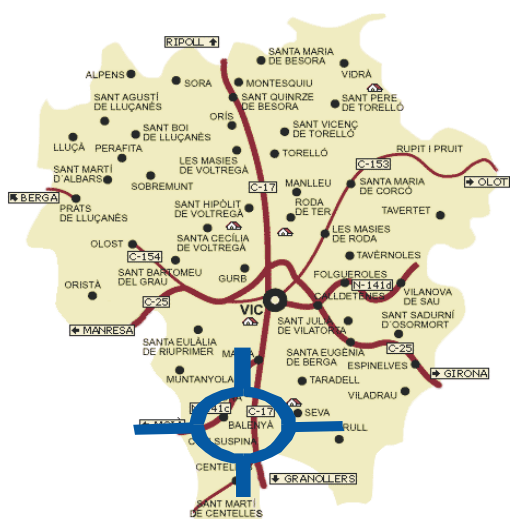 RIPOLL
SANTA MARIA
DE BESORA
VIDRÀ
ALPENS
SORA
MONTESQUIU
SANT AGUSTÍ
DE LLUÇANÈS
SANT QUINRZE
DE BESORA
SANT PERE
DE TORELLÓ
ORÍS
SANT BOI
DE LLUÇANÈS
SANT VICENÇ
DE TORELLÓ
LLUÇÀ
PERAFITA
LES MASIES
DE VOLTREGÀ
TORELLÓ
RUPIT I PRUIT
C-153
SANT MARTÍ
D'ALBARS
SOBREMUNT
C-17
MANLLEU
SANTA MARIA
DE CORCÓ
OLOT
BERGA
PRATS
DE LLUÇANÈS
SANT HIPÒLIT
DE VOLTREGÀ
RODA
DE TER
TAVERTET
OLOST
SANTA CECÍLIA
DE VOLTREGÀ
LES MASIES
DE RODA
C-154
TAVÈRNOLES
SANT BARTOMEU
DEL GRAU
GURB
FOLGUEROLES
ORISTÀ
N-141d
VILANOVA
DE SAU
C-25
CALLDETENES
VIC
MANRESA
SANT JULIÀ
DE VILATORTA
SANT SADURNÍ
D'OSORMORT
SANTA EULÀLIA
DE RIUPRIMER
SANTA EUGÈNIA
DE BERGA
C-25
ESPINELVES
GIRONA
MUNTANYOLA
TARADELL
VILADRAU
C-17
SEVA
BALENYÀ
SANT MARTÍ
DE CENTELLES
GRANOLLERS